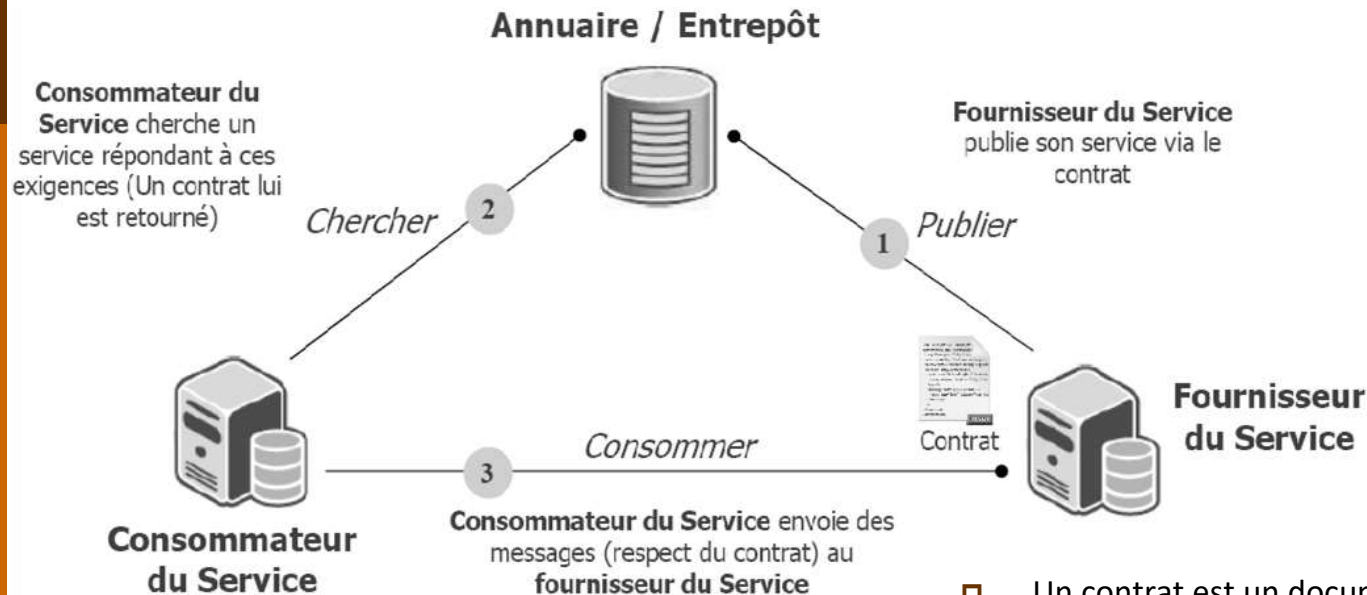 Annuaire / Entrepôt
Consommateur du
Service cherche un
service répondant à ces
exigences (Un contrat lui
est retourné)
Fournisseur du Service
publie son service via le
contrat
Chercher
2
1
Publier
Contrat
Fournisseur
du Service
Consommer
3
Consommateur
du Service
Consommateur du Service envoie des
messages (respect du contrat) au
fournisseur du Service
Un contrat est un docum